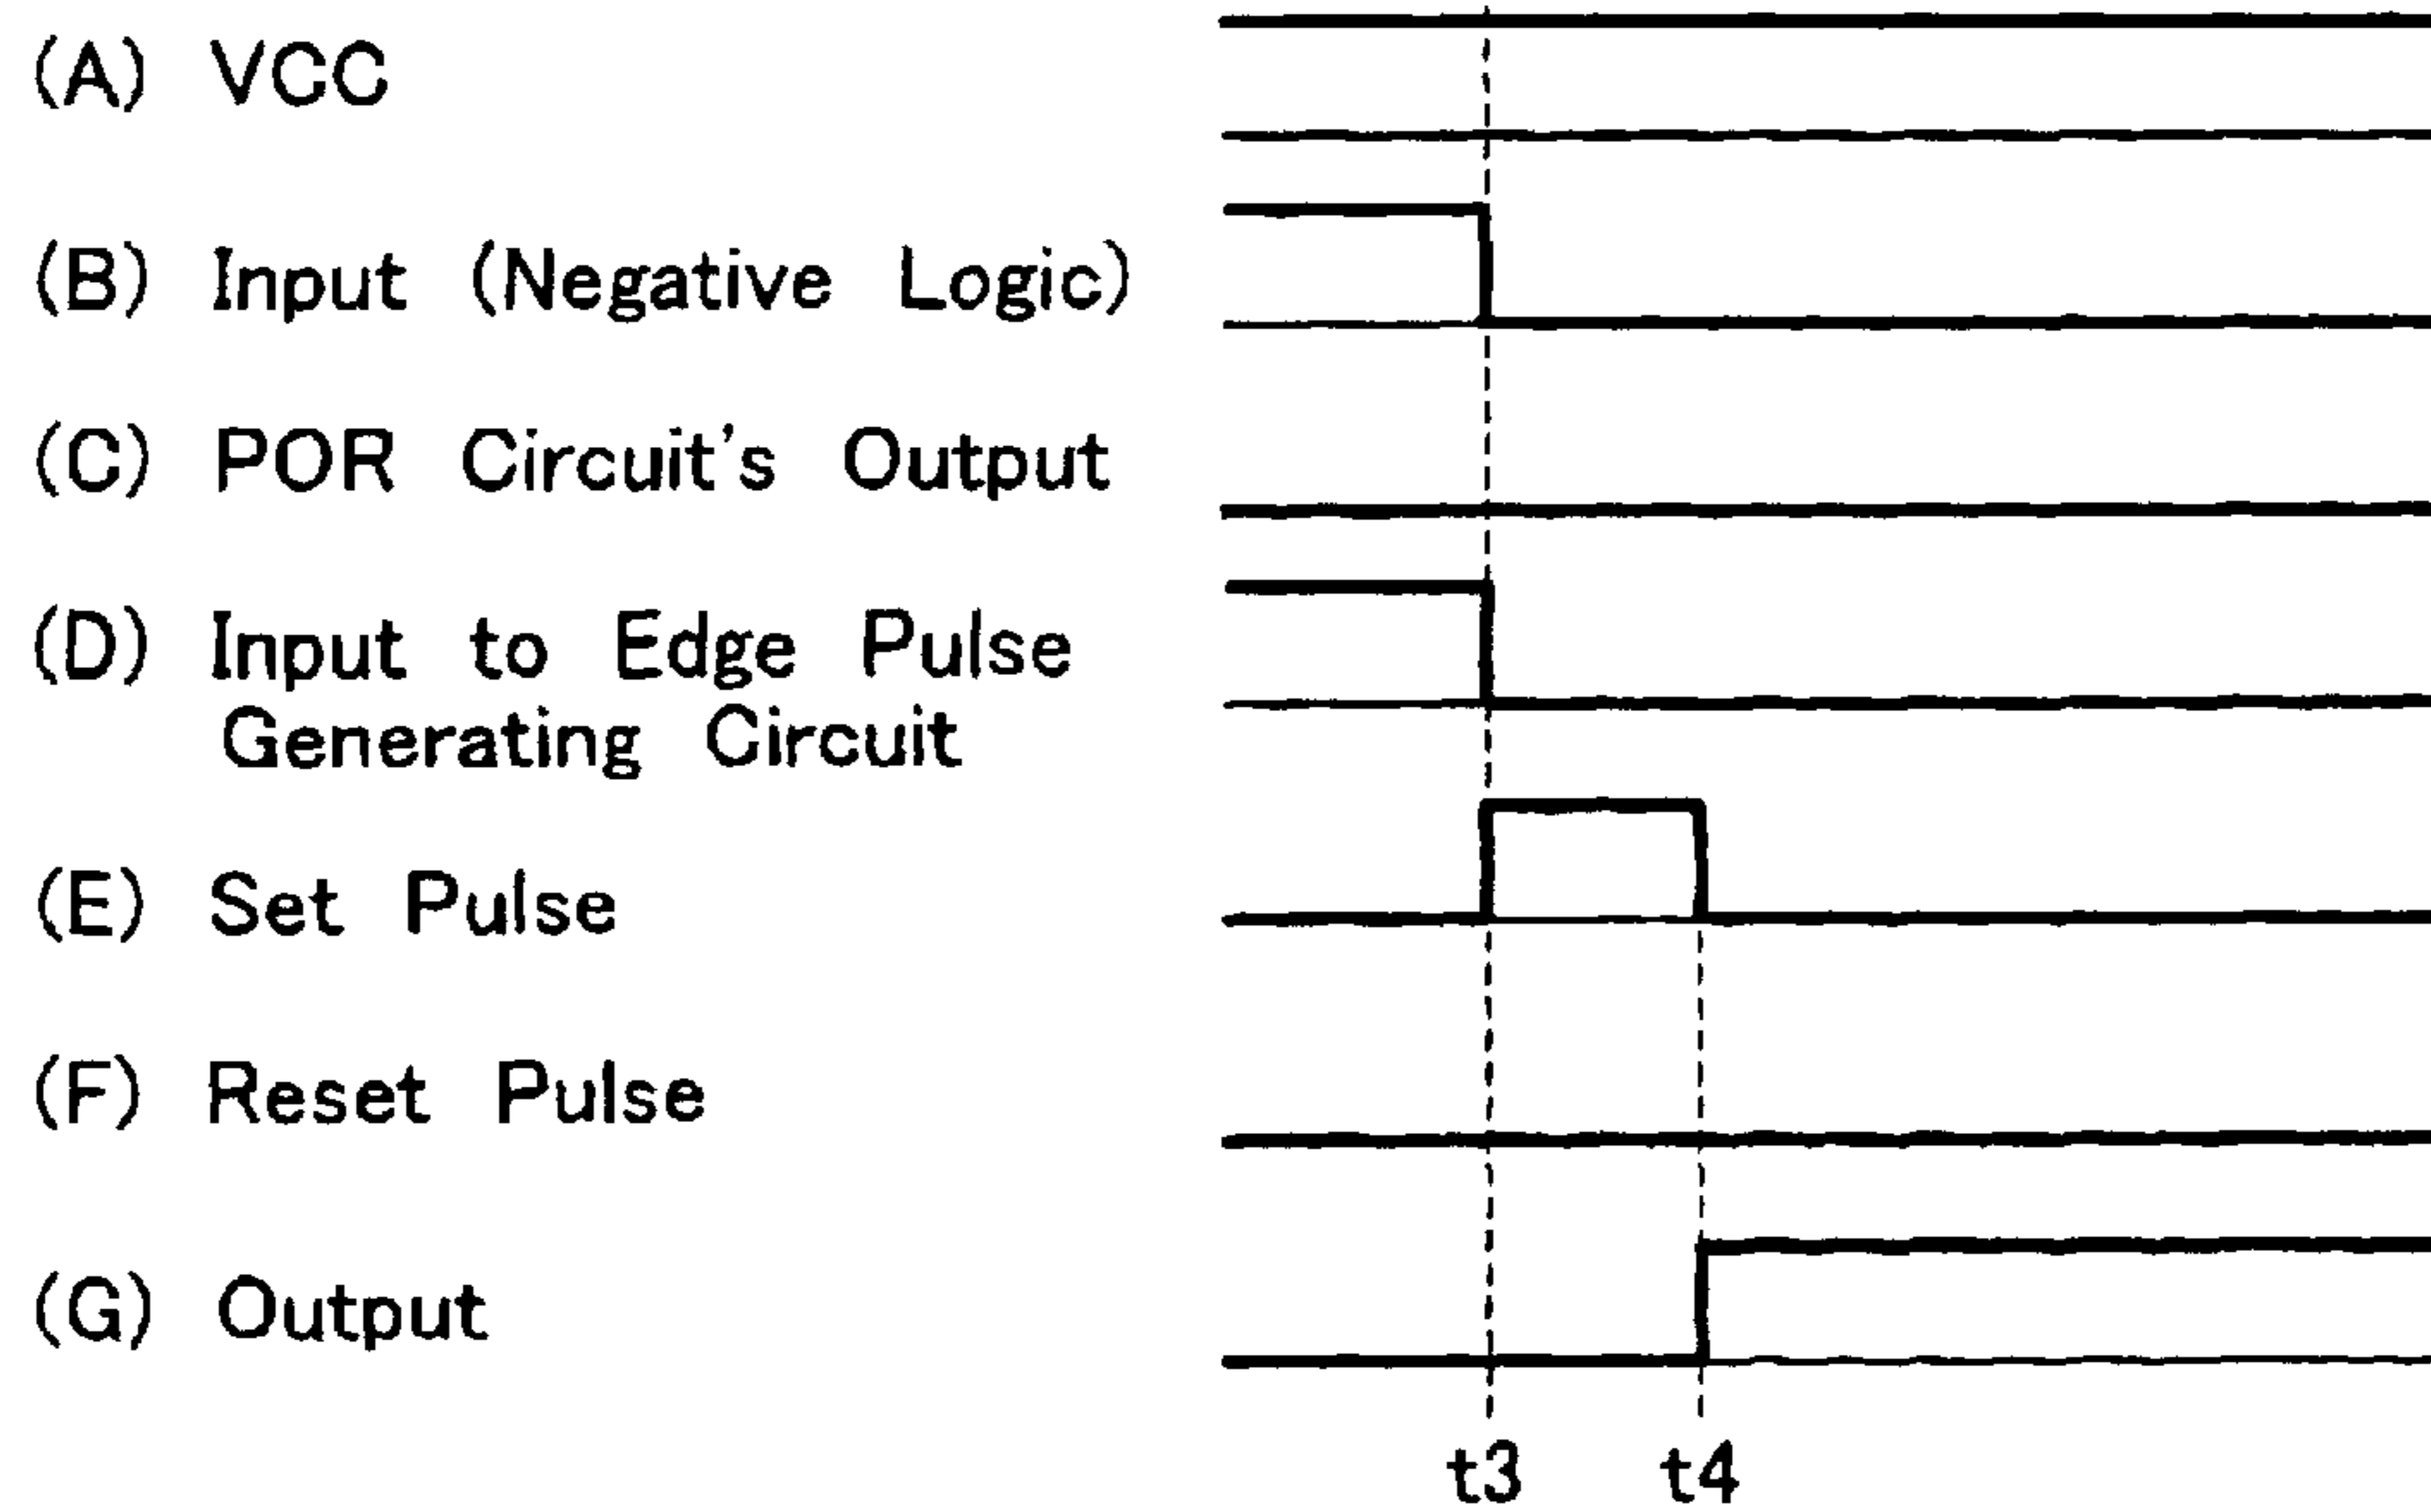 (A) VCC
(B) Input (Negative Logic)
(C) POR Circuit's Output
(D) Input to Edge Pulse
Generating Circuit
(E) Set Pulse
(F) Reset Pulse
(G) Output
t3 t4